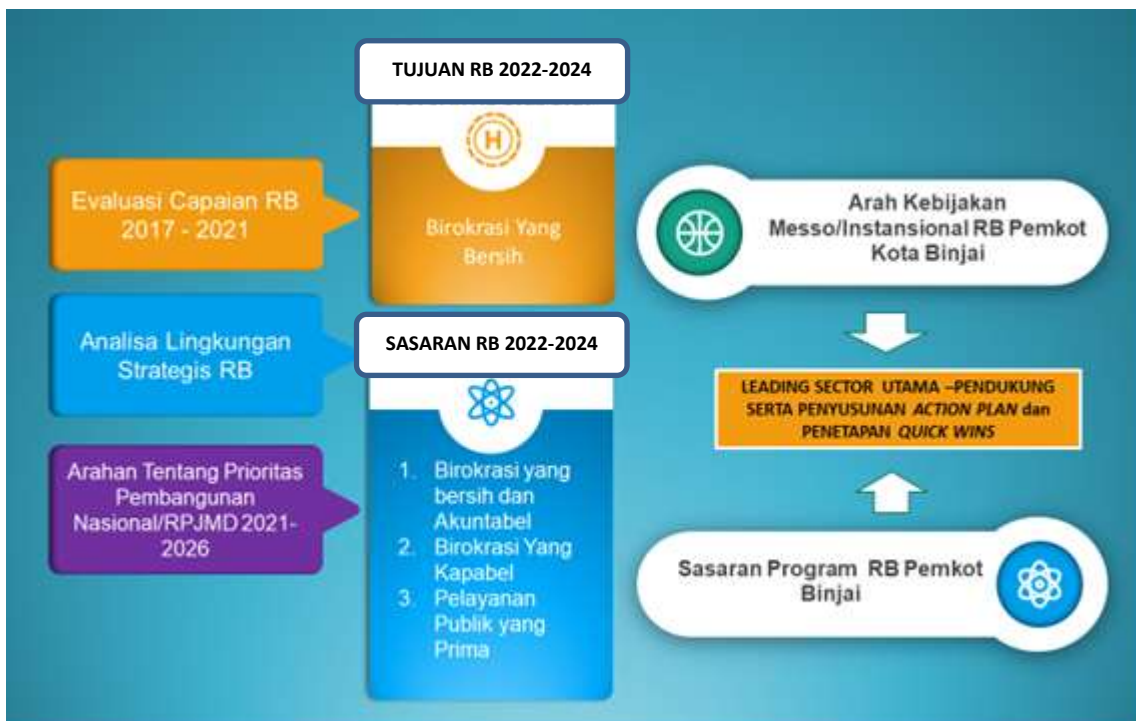 Evaluasi Capaian RB
2017 - 2021
Analisa Lingkungan
Strategis RB
Arahan Tentang Prioritas
Pembangunan
Nasional/RPJMD 2021-
2026
TUJUAN RB 2022-2024
H
Birokrasi Yang
Bersih
SASARAN RB 2022-2024
1. Birokrasi yang
bersih dan
Akuntabel
2. Birokrasi Yang
Kapabel
3. Pelayanan
Publik yang
Prima
Arah Kebijakan
Messo/Instansional RB Pemkot
Kota Binjai
LEADING SECTOR UTAMA –PENDUKUNG
SERTA PENYUSUNAN ACTION PLAN dan
PENETAPAN QUICK WINS
Sasaran Program RB Pemkot
Binjai